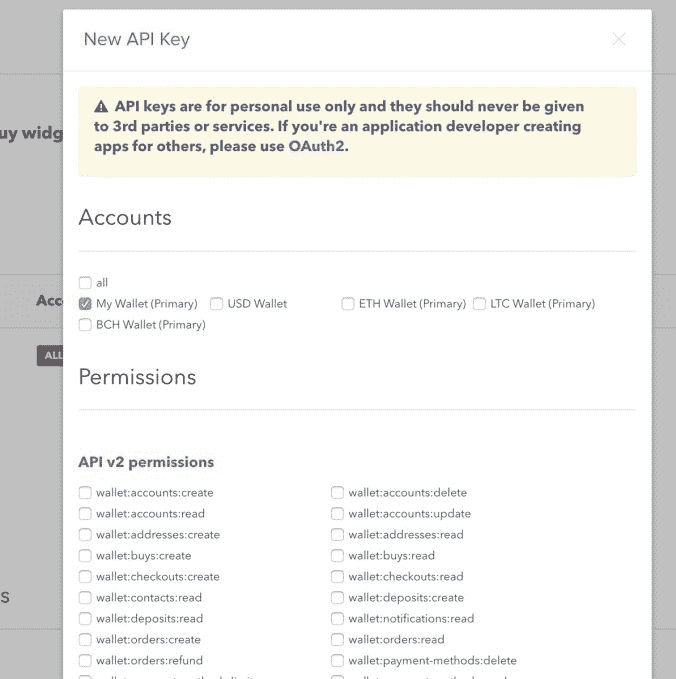 New API Key
API keys are for personal use only and they should never be given
to 3rd parties or services. If you're an application developer creating
apps for others, please use OAuth2.
uy widg
Accounts
all
Acc
My Wallet (Primary) USD Wallet ETH Wallet (Primary) LTC Wallet (Primary)
BCH Wallet (Primary)
ALL
Permissions
API v2 permissions
wallet:accounts:create wallet:accounts:delete
wallet:accounts:read wallet:accounts:update
wallet:addresses:create wallet:addresses:read
wallet:buys:create wallet:buys:read
wallet:checkouts:create wallet:checkouts:read
wallet:contacts:read wallet:deposits:create
s
wallet:deposits:read wallet:notifications:read
wallet:orders:create wallet:orders:read
wallet:orders:refund wallet:payment-methods:delete